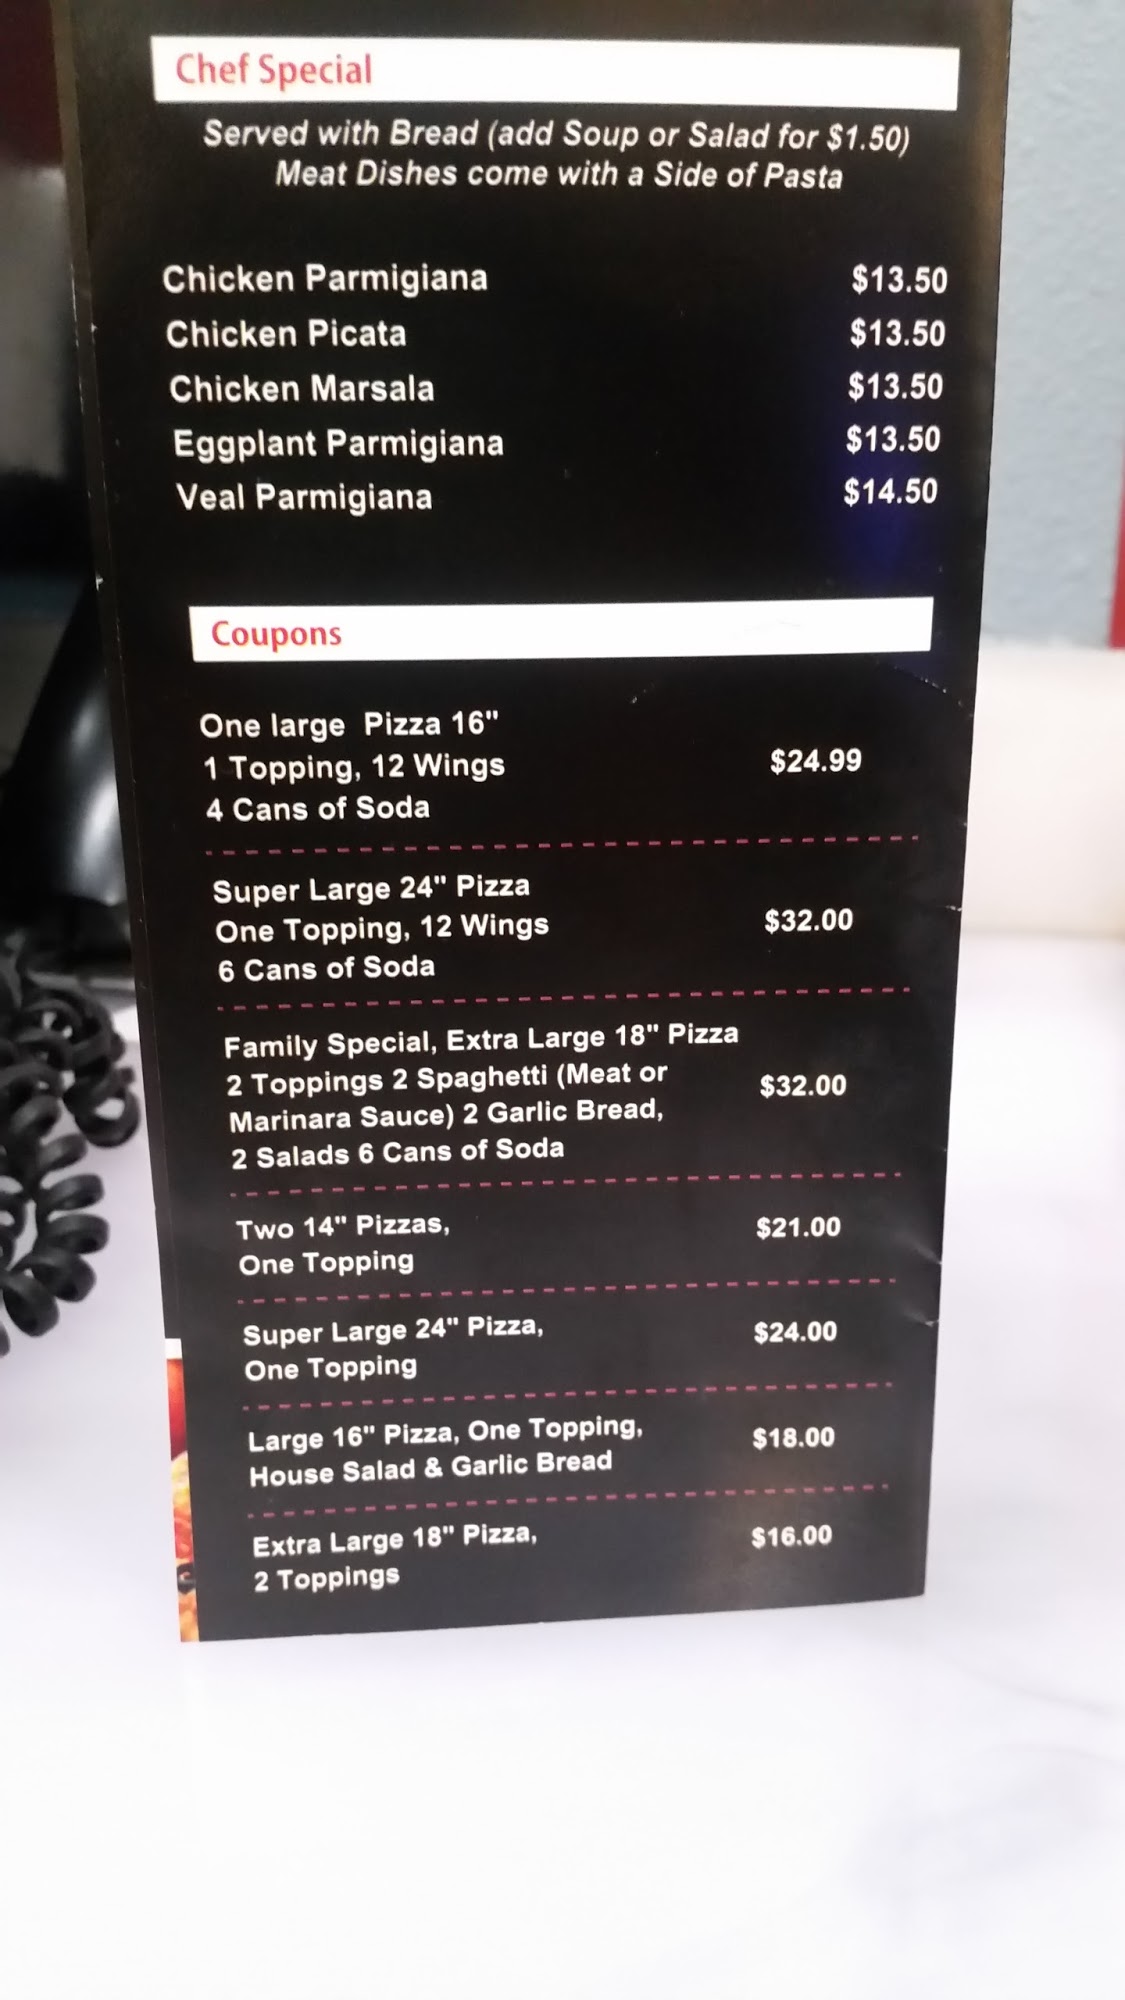 Chef Special
Served with Bread (add Soup or Salad for $1.50)
Meat Dishes come with a Side of Pasta
Chicken Parmigiana $13.50
Chicken Picata $13.50
Chicken Marsala $13.50
Eggplant Parmigiana $13.50
Veal Parmigiana $14.50
Coupons
One large Pizza 16"
1 Topping, 12 Wings $24.99
4 Cans of Soda
Super Large 24" Pizza
One Topping, 12 Wings $32.00
6 Cans of Soda
Family Special, Extra Large 18" Pizza
2 Toppings 2 Spaghetti (Meat or $32.00
Marinara Sauce) 2 Garlic Bread,
2 Salads 6 Cans of Soda
Two 14" Pizzas, $21.00
One Topping
Super Large 24" Pizza, $24.00
One Topping
Large 16" Pizza, One Topping, $18.00
House Salad & Garlic Bread
Extra Large 18" Pizza, $16.00
2 Toppings